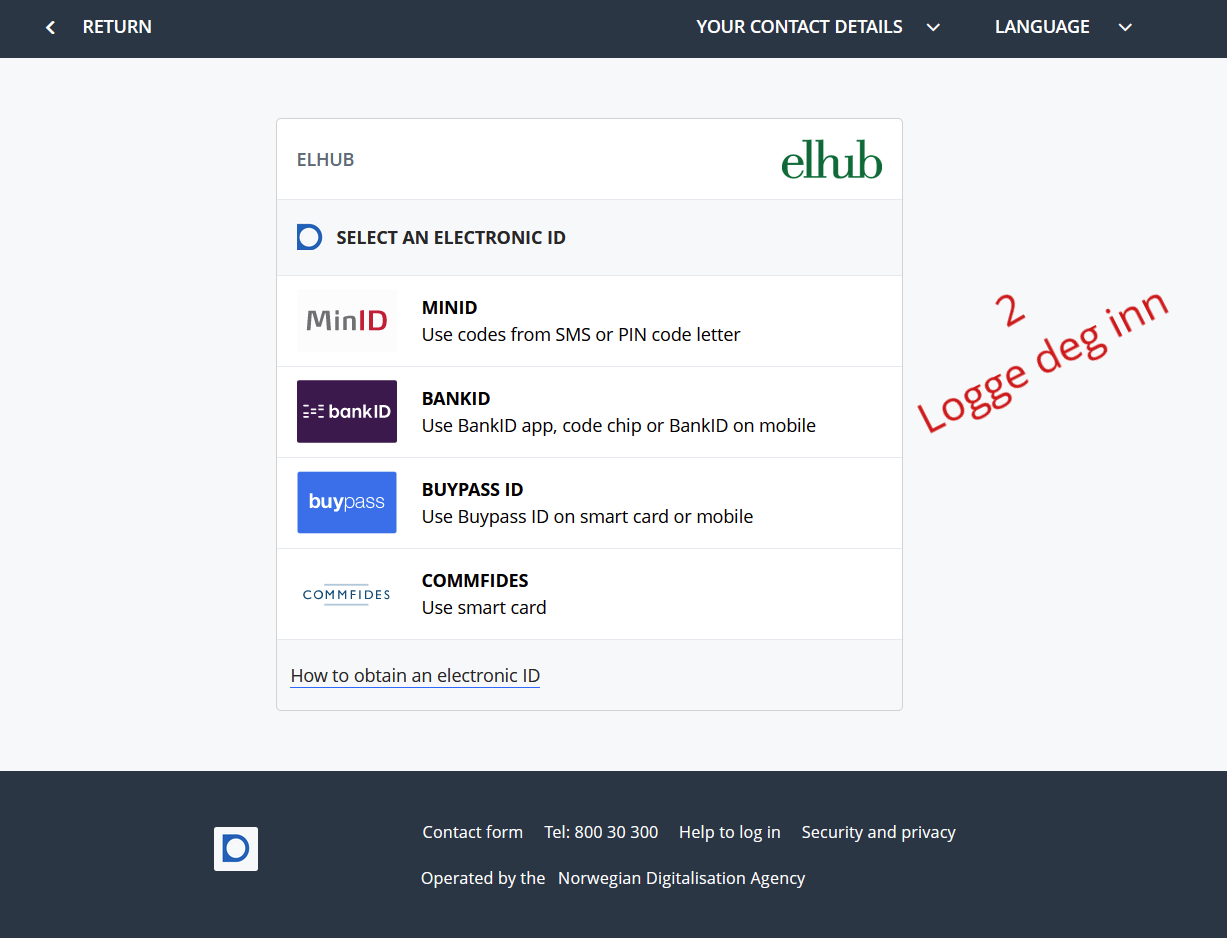 RETURN
YOUR CONTACT DETAILS
LANGUAGE
ELHUB
elhub
SELECT AN ELECTRONIC ID
MinID
MINID
Use codes from SMS or PIN code letter
bankID
BANKID
Use BankID app, code chip or BankID on mobile
buypass
BUYPASS ID
Use Buypass ID on smart card or mobile
COMMFIDES
COMMFIDES
Use smart card
How to obtain an electronic ID
2
Logge deg inn
Contact form Tel: 800 30 300 Help to log in Security and privacy
Operated by the Norwegian Digitalisation Agency